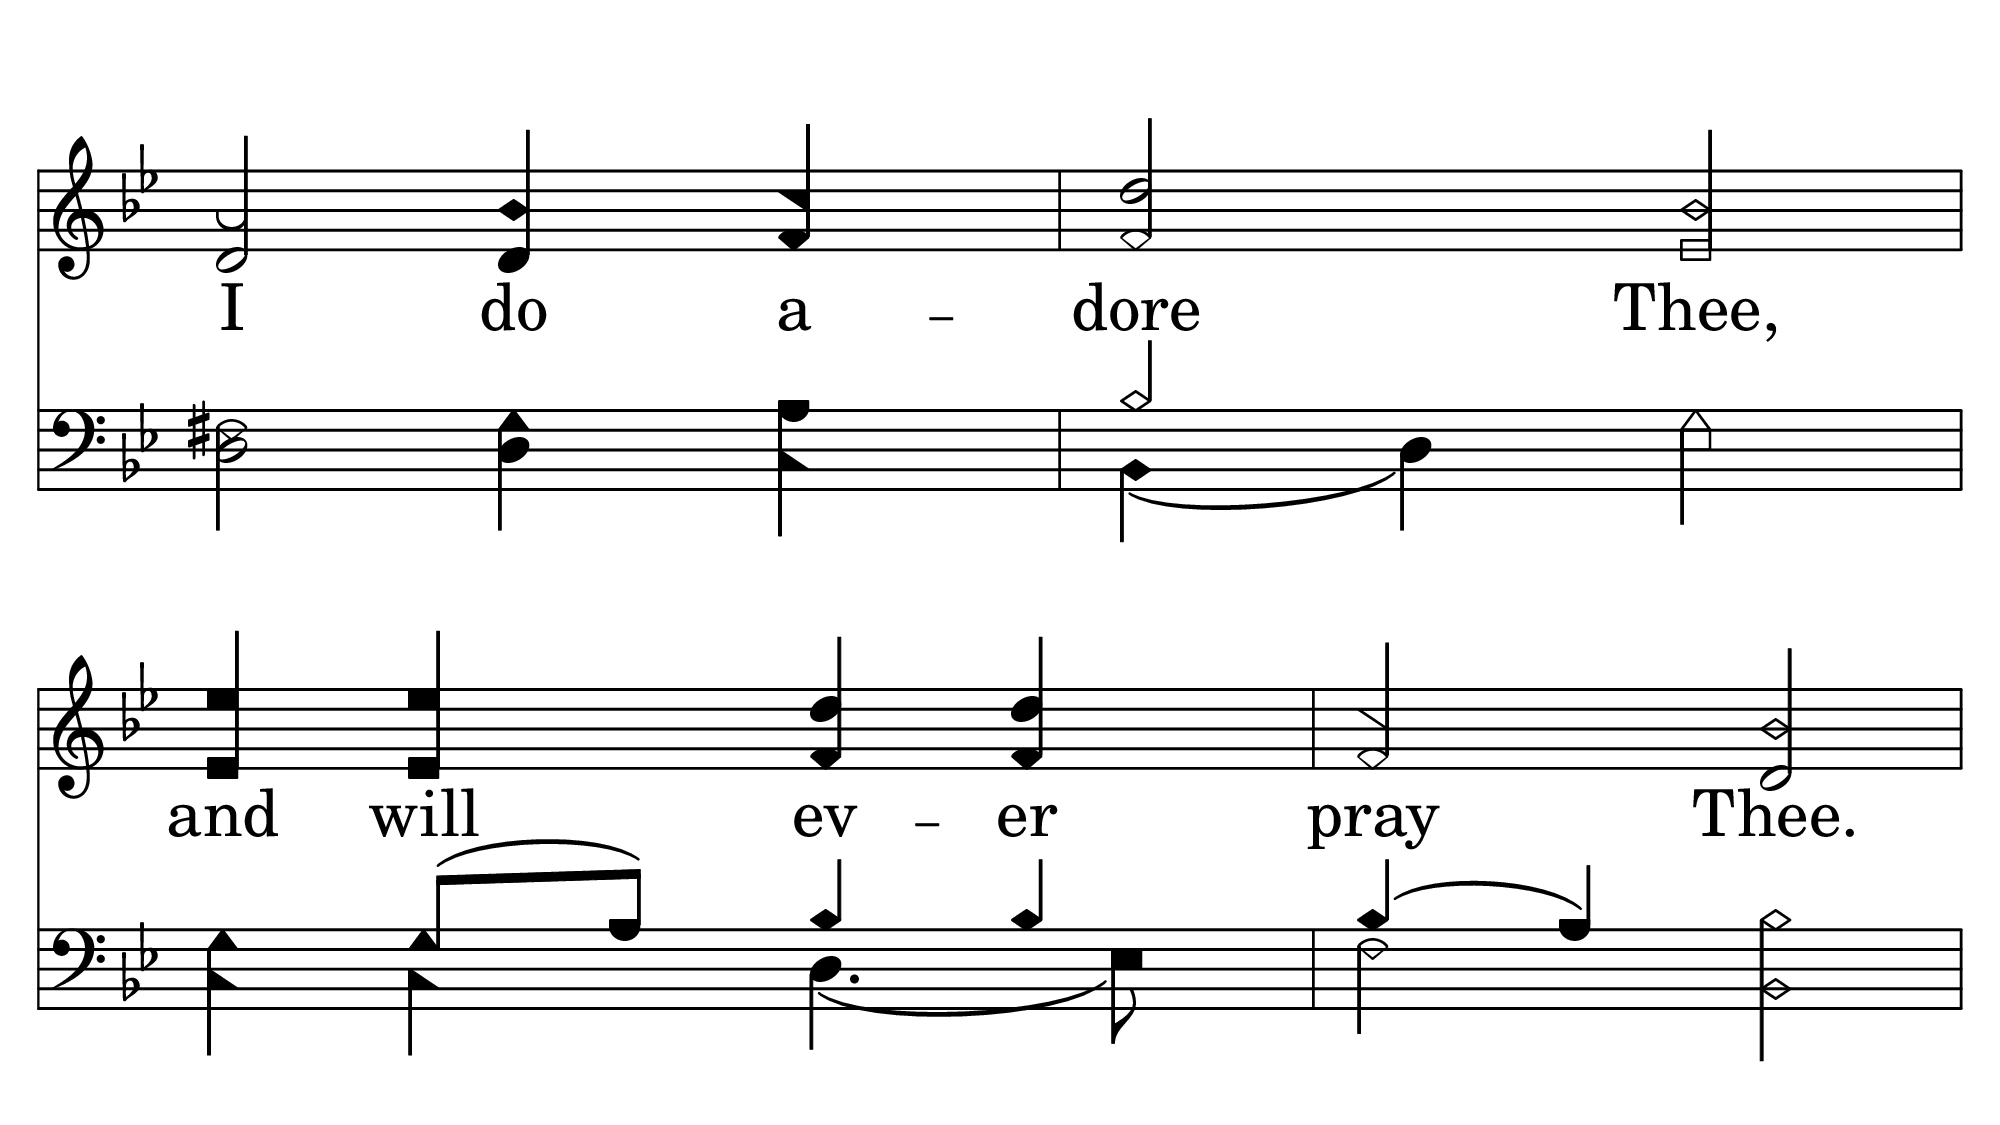 I do a – dore Thee,
and will ev – er pray Thee.